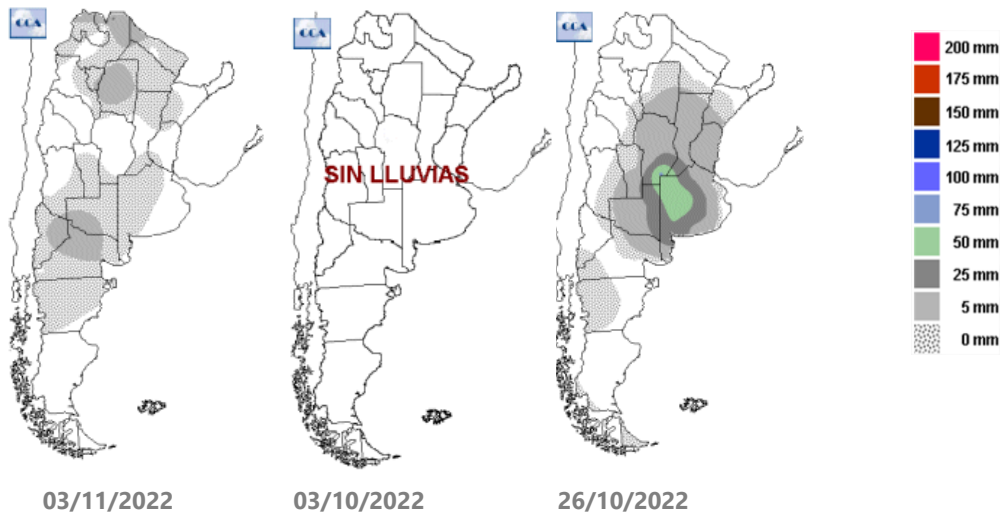 CCA
CCA
CCA
SIN LLUVIAS
200 mm
175 mm
150 mm
125 mm
100 mm
75 mm
50 mm
25 mm
5 mm
0 mm
03/11/2022
03/10/2022
26/10/2022